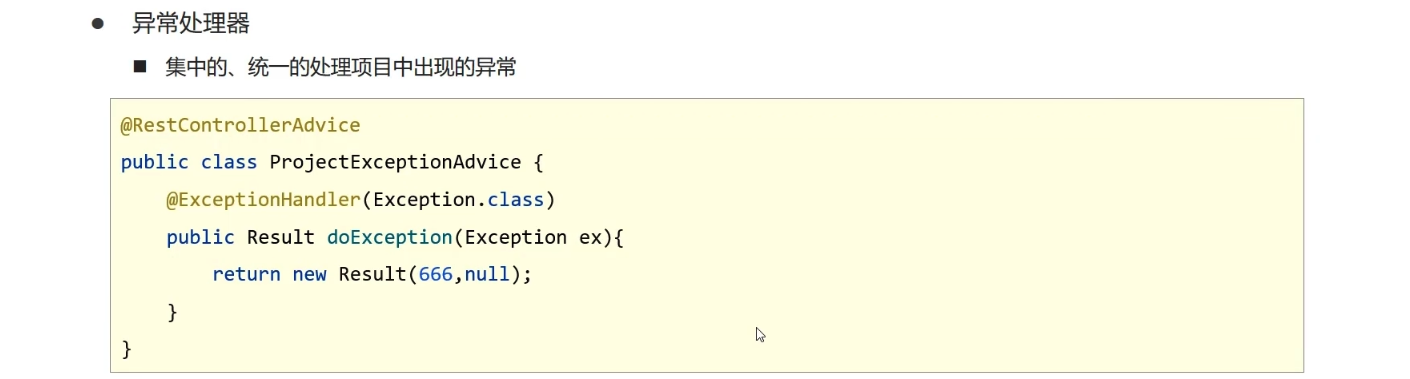 ● 异常处理器
■ 集中的、统一的处理项目中出现的异常
@RestControllerAdvice
public class ProjectExceptionAdvice {
    @ExceptionHandler(Exception.class)
    public Result doException(Exception ex){
        return new Result(666,null);
    }
}